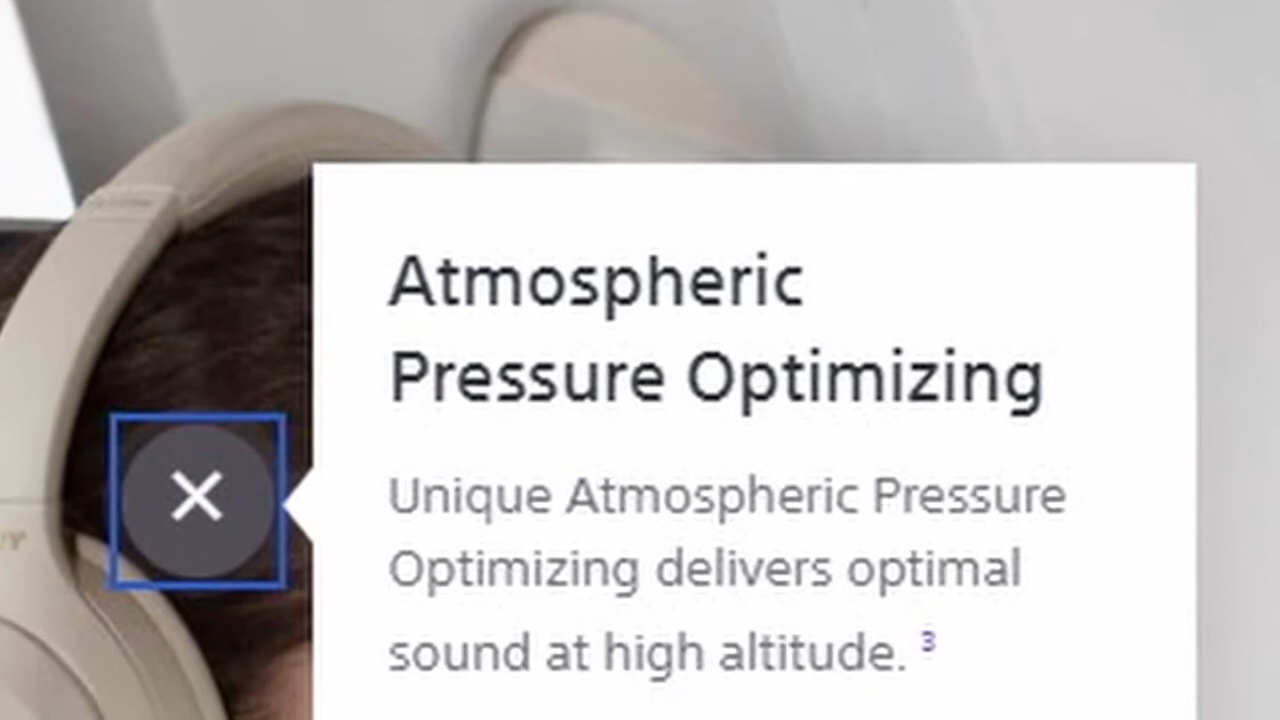 Atmospheric
Pressure Optimizing
Unique Atmospheric Pressure
Optimizing delivers optimal
sound at high altitude. 3